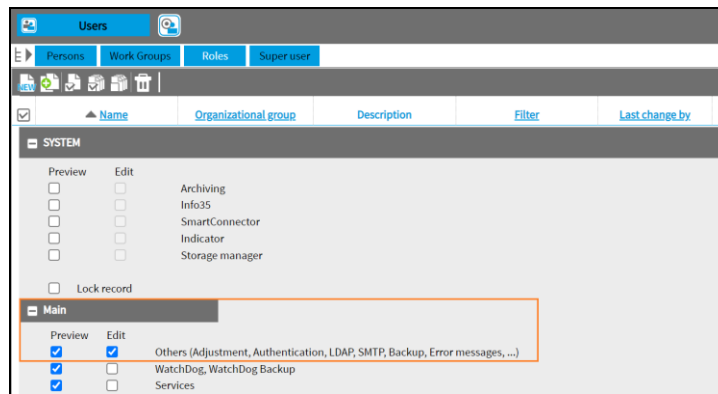 Users
Persons Work Groups Roles Super user
NEW
Name Organizational group Description Filter Last change by
SYSTEM
Preview Edit
Archiving
Info35
SmartConnector
Indicator
Storage manager
Lock record
Main
Preview Edit
Others (Adjustment, Authentication, LDAP, SMTP, Backup, Error messages, ...)
WatchDog, WatchDog Backup
Services